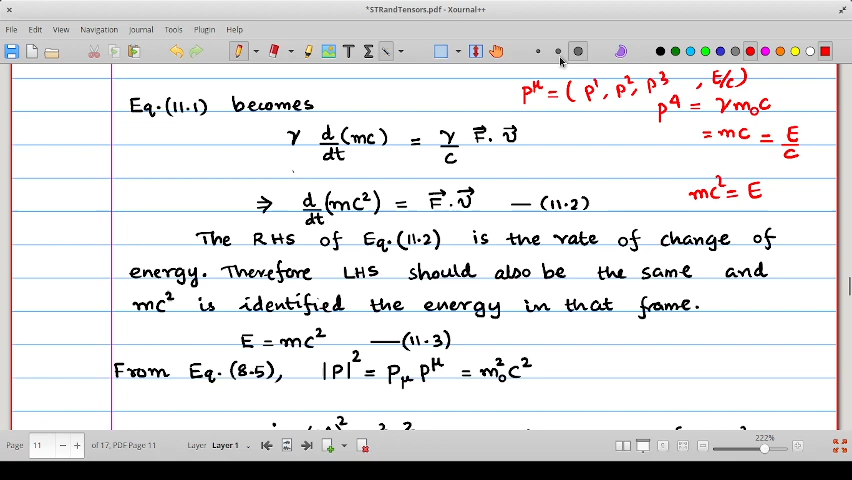 *STRandTensors.xopp - Xournal++
File Edit View Navigation Journal Tools Plugin Help
P^μ = (P¹, P², P³, E/c)
Eq.(11.1) becomes
P⁴ = γm₀c
γ d/dt (mc) = γ/c F⃗.v⃗
= mc = E/c
⇒ d/dt (mc²) = F⃗.v⃗ — (11.2)
mc² = E
The RHS of Eq.(11.2) is the rate of change of
energy. Therefore LHS should also be the same and
mc² is identified the energy in that frame.
E = mc² — (11.3)
From Eq.(8.5), |P|² = P_μ P^μ = m₀²c²
Page 11 of 17, PDF Page 11 Layer Layer 1 222%